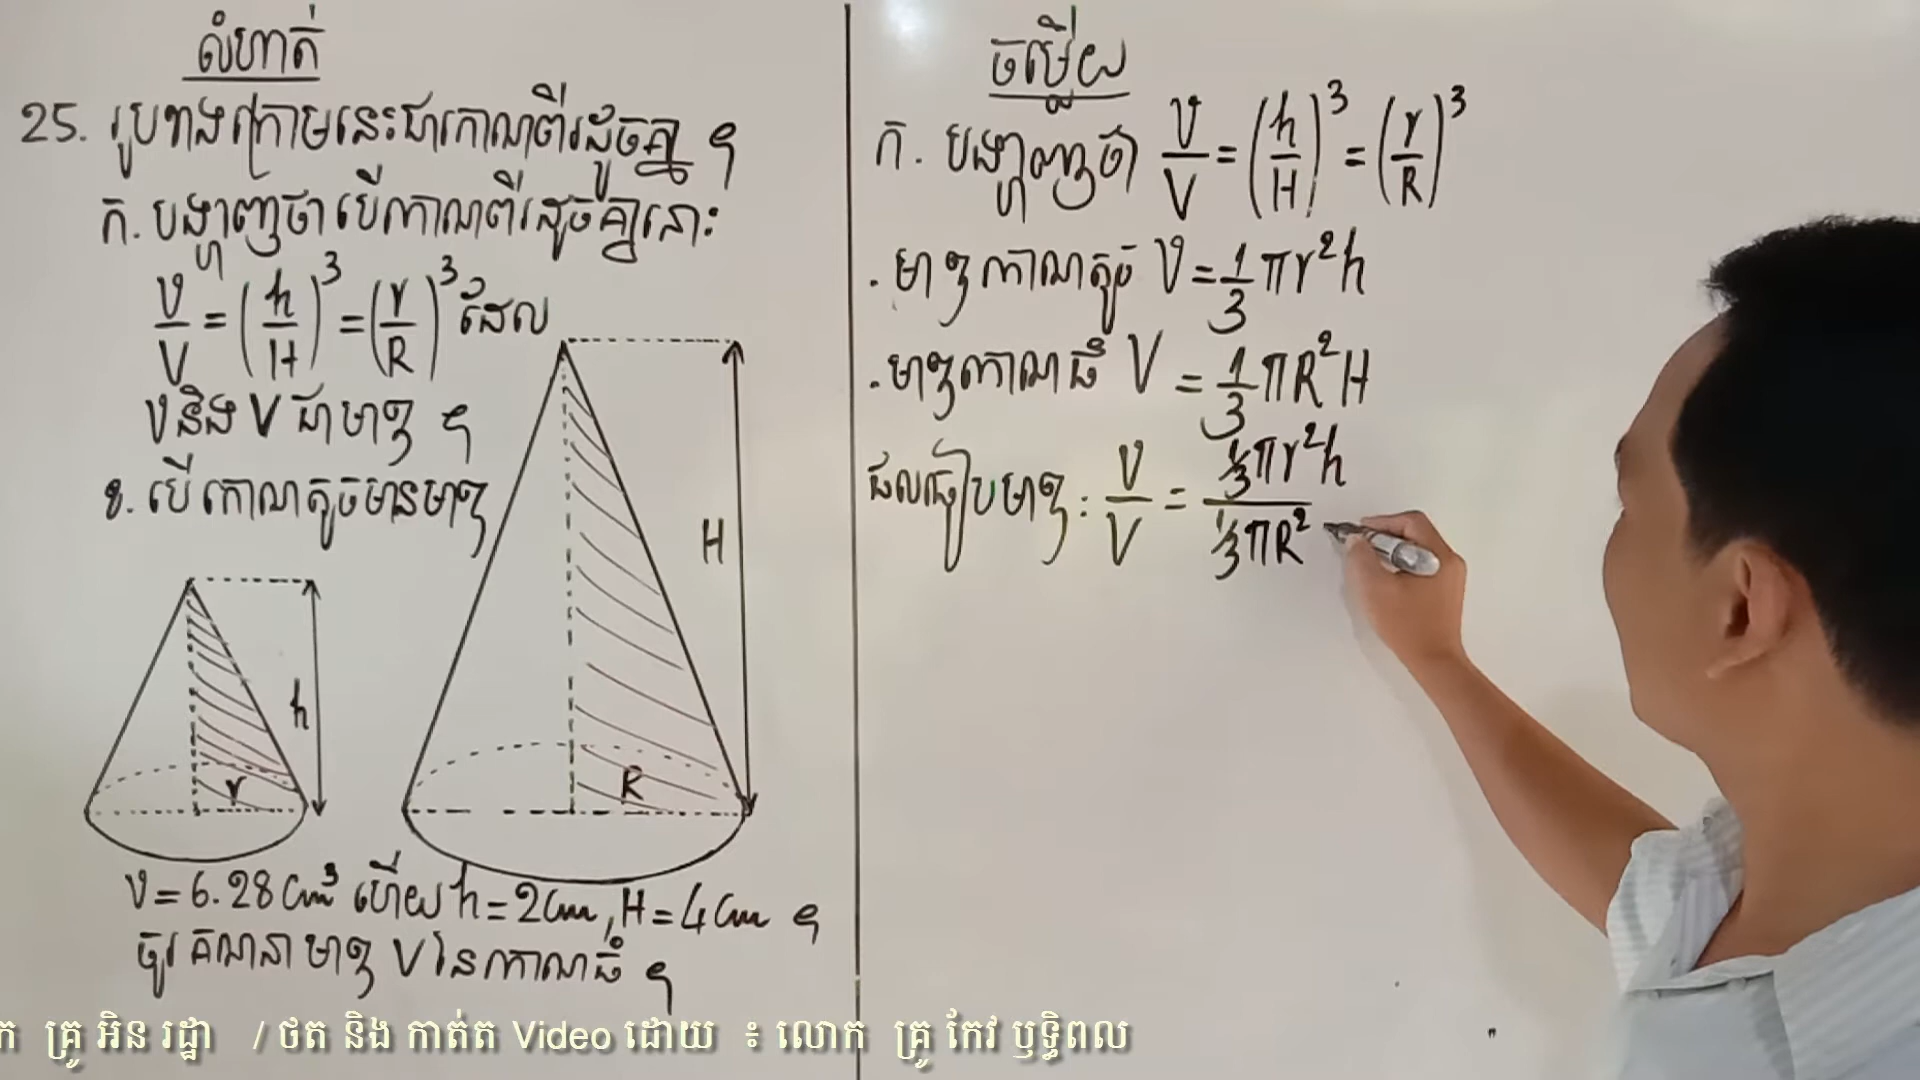 លំហាត់
25. រូបខាងក្រោមនេះជាកោណពីរដូចគ្នា ។
ក. បង្ហាញថា បើកោណពីរដូចគ្នានោះ
v/V = (h/H)³ = (r/R)³ ដែល
v និង V ជាមាឌ ។
ខ. បើកោណតូចមានមាឌ
H
h
r
R
v = 6.28 cm³ ហើយ h = 2cm, H = 4cm ។
ចូរគណនាមាឌ V នៃកោណធំ ។
ចម្លើយ
ក. បង្ហាញថា v/V = (h/H)³ = (r/R)³
. មាឌកោណតូច v = 1/3 πr²h
. មាឌកោណធំ V = 1/3 πR²H
ផលធៀបមាឌ : v/V = 1/3 πr²h / 1/3 πR²
ក គ្រូ អិន រដ្ឋា / ថត និង កាត់ត Video ដោយ ៖ លោក គ្រូ កែវ ឫទ្ធិពល